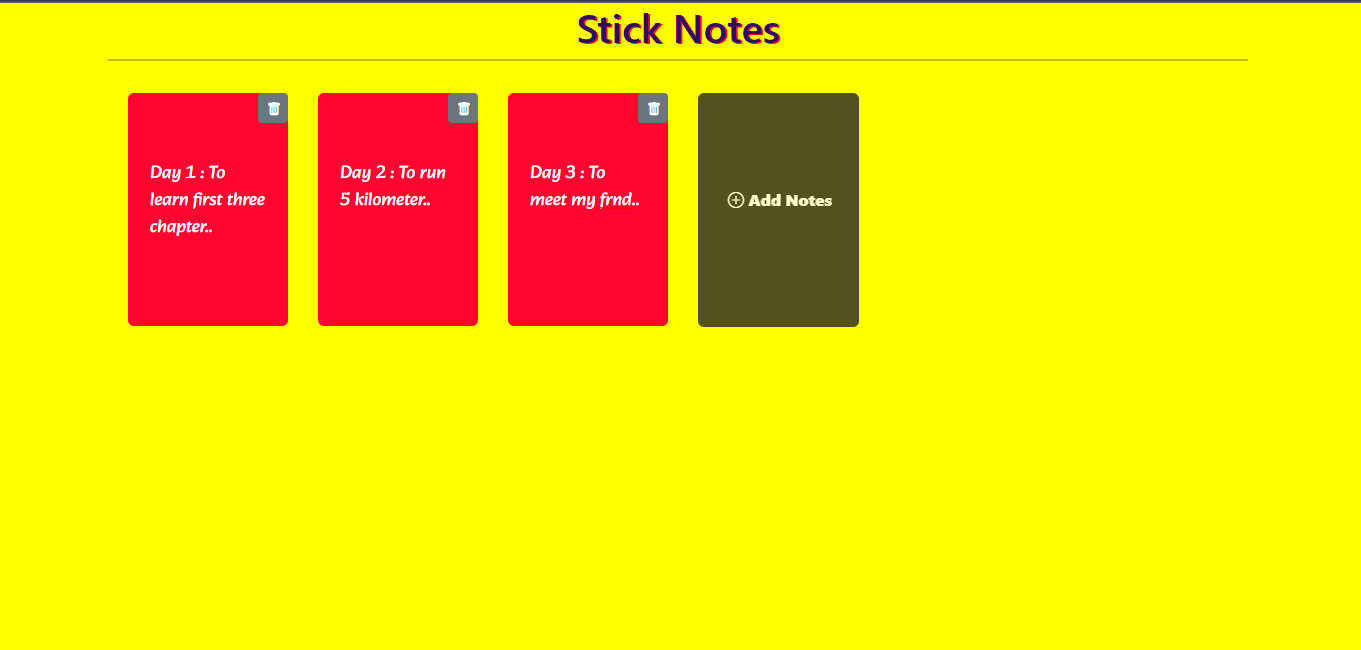 Stick Notes
Day 1 : To
learn first three
chapter..
Day 2 : To run
5 kilometer..
Day 3 : To
meet my frnd..
Add Notes